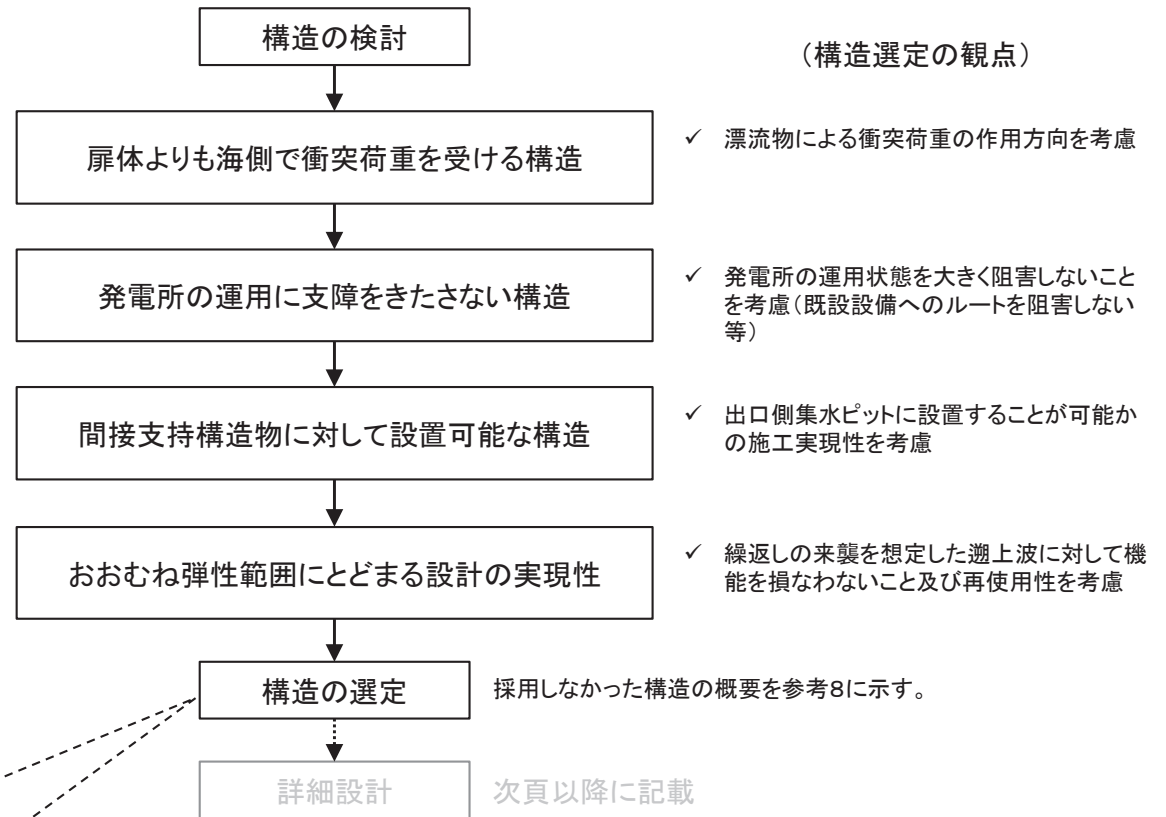 構造の検討
（構造選定の観点）
扉体よりも海側で衝突荷重を受ける構造
✓ 漂流物による衝突荷重の作用方向を考慮
発電所の運用に支障をきたさない構造
✓ 発電所の運用状態を大きく阻害しないこと
を考慮（既設設備へのルートを阻害しない
等）
間接支持構造物に対して設置可能な構造
✓ 出口側集水ピットに設置することが可能か
の施工実現性を考慮
おおむね弾性範囲にとどまる設計の実現性
✓ 繰返しの来襲を想定した遡上波に対して機
能を損なわないこと及び再使用性を考慮
構造の選定
採用しなかった構造の概要を参考８に示す。
詳細設計
次頁以降に記載